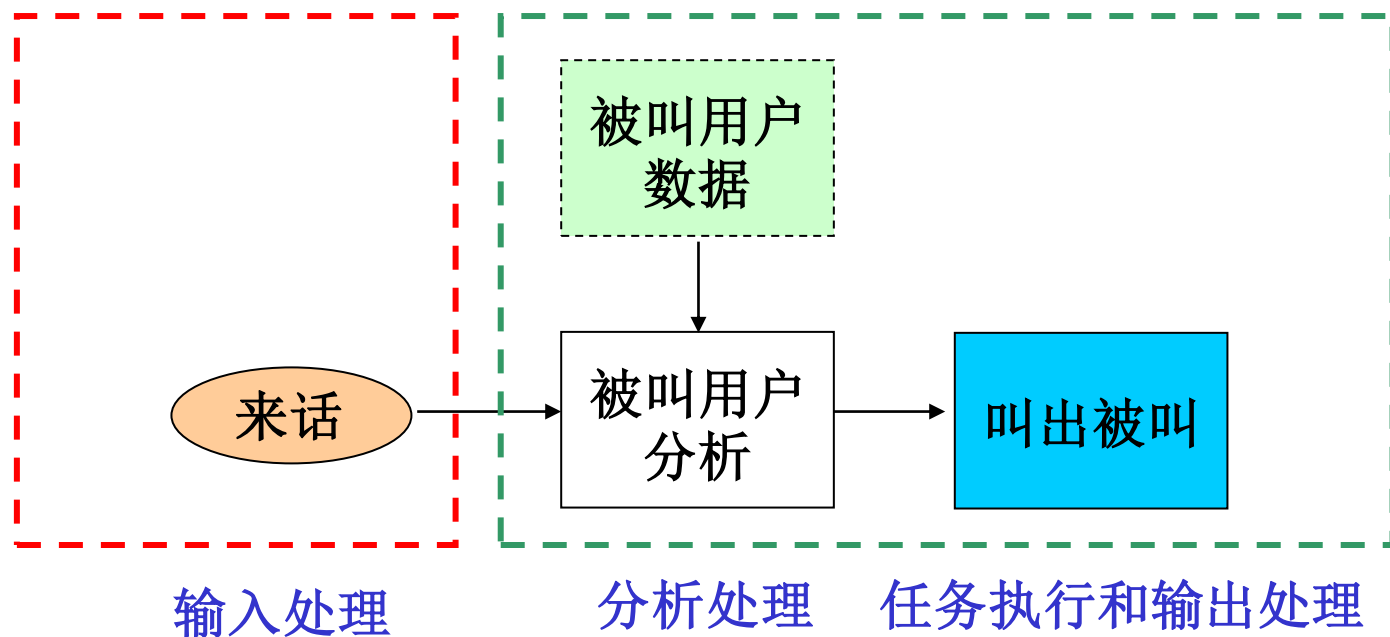 被叫用户
数据
来话
被叫用户
分析
叫出被叫
输入处理
分析处理
任务执行和输出处理